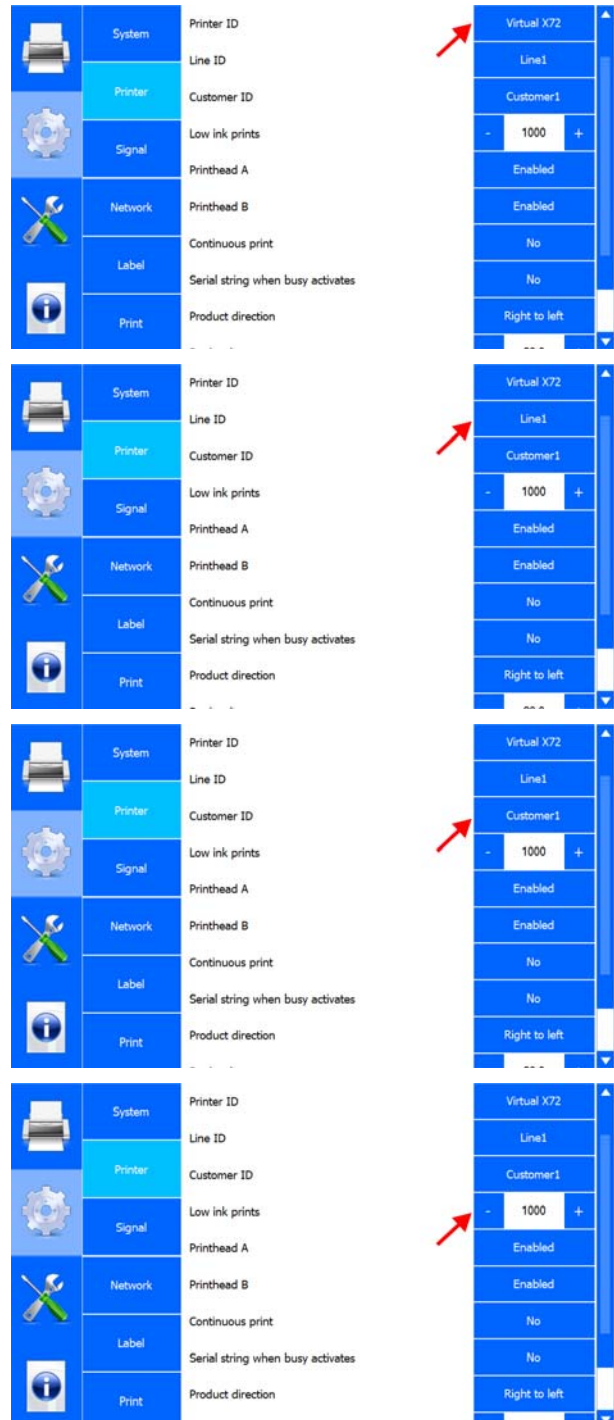 System
Printer
Signal
Network
Label
Print
Printer ID Virtual X72
Line ID Line1
Customer ID Customer1
Low ink prints - 1000 +
Printhead A Enabled
Printhead B Enabled
Continuous print No
Serial string when busy activates No
Product direction Right to left
System
Printer
Signal
Network
Label
Print
Printer ID Virtual X72
Line ID Line1
Customer ID Customer1
Low ink prints - 1000 +
Printhead A Enabled
Printhead B Enabled
Continuous print No
Serial string when busy activates No
Product direction Right to left
System
Printer
Signal
Network
Label
Print
Printer ID Virtual X72
Line ID Line1
Customer ID Customer1
Low ink prints - 1000 +
Printhead A Enabled
Printhead B Enabled
Continuous print No
Serial string when busy activates No
Product direction Right to left
System
Printer
Signal
Network
Label
Print
Printer ID Virtual X72
Line ID Line1
Customer ID Customer1
Low ink prints - 1000 +
Printhead A Enabled
Printhead B Enabled
Continuous print No
Serial string when busy activates No
Product direction Right to left